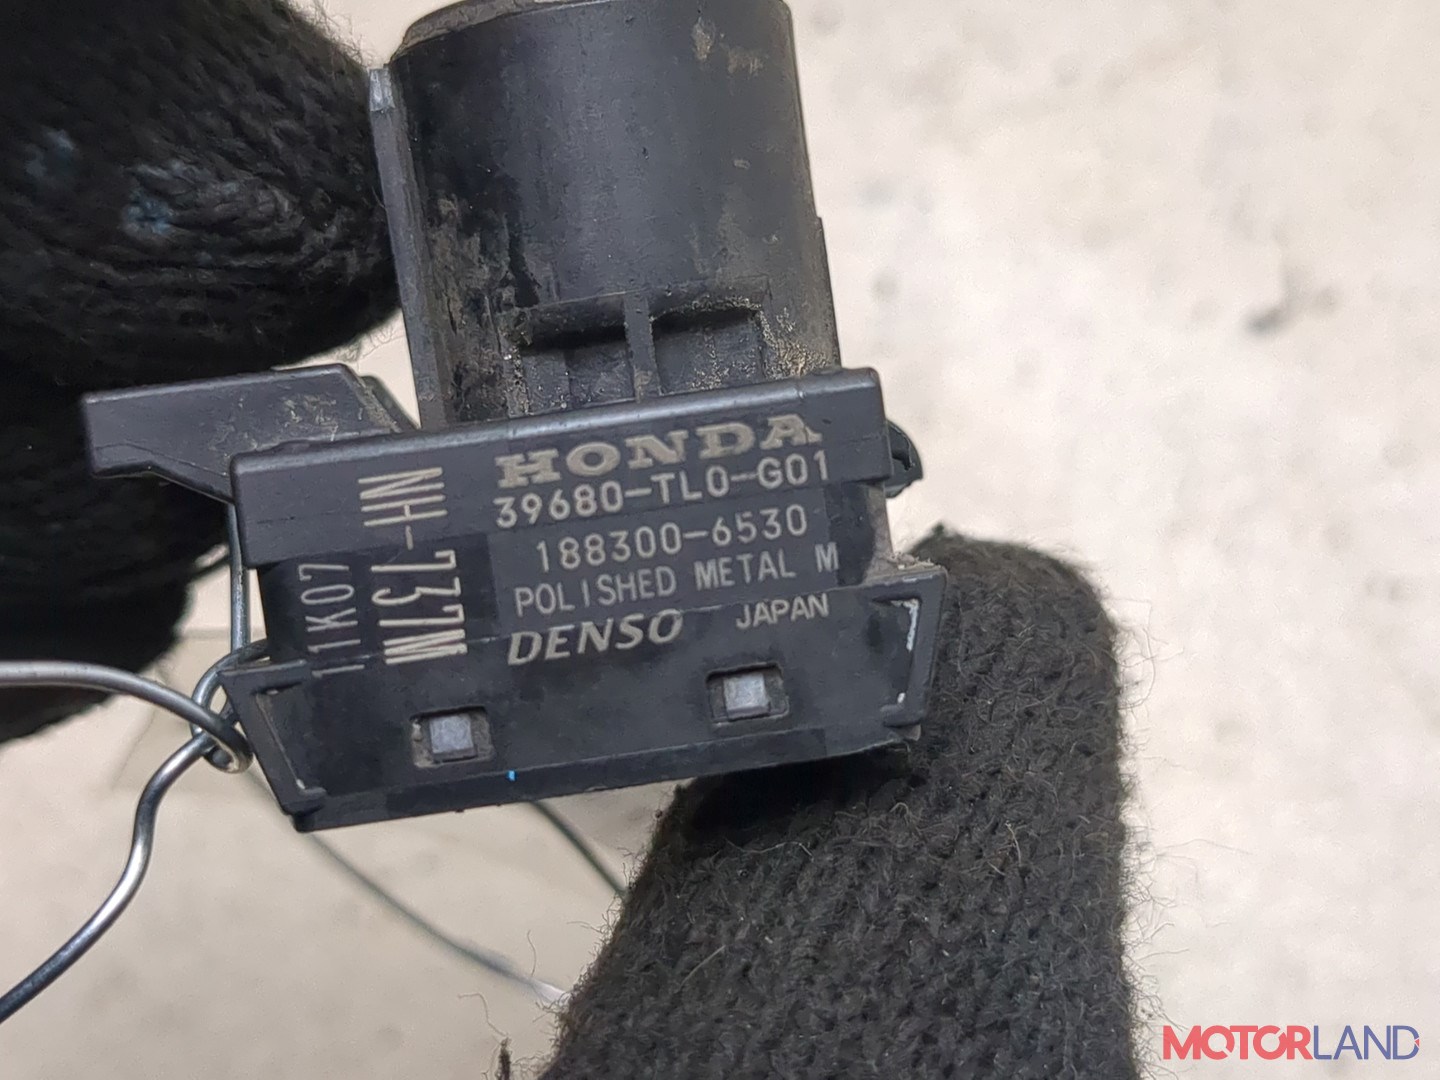 HONDA
39680-TL0-G01
188300-6530
POLISHED METAL M
DENSO JAPAN
NH-737M
11K07
MOTORLAND